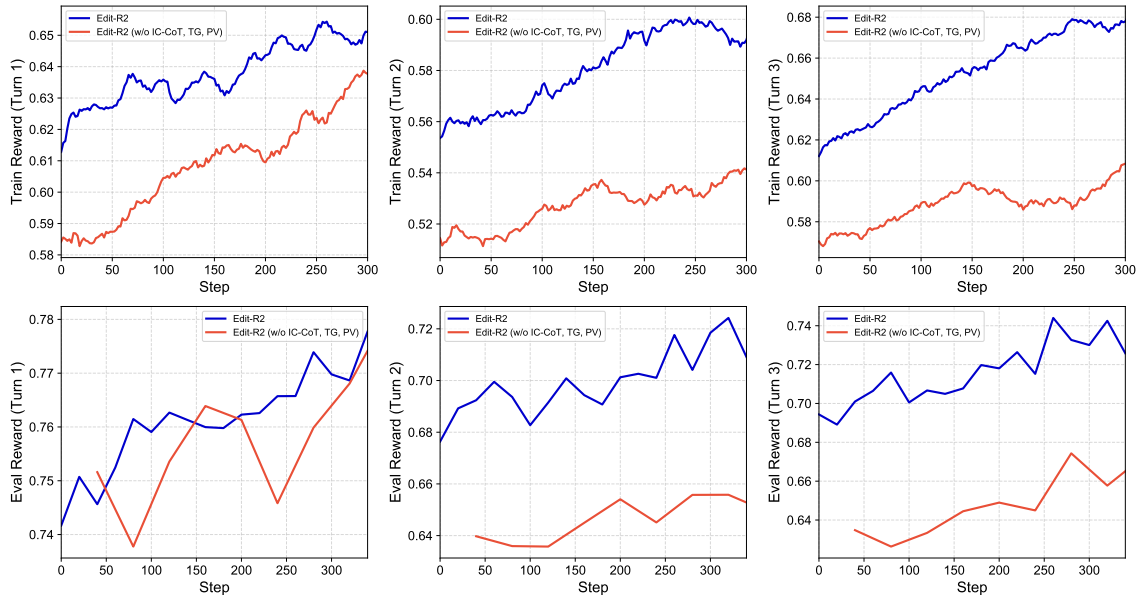 Train Reward (Turn 1)
0.65
0.64
0.63
0.62
0.61
0.60
0.59
0.58
Edit-R2
Edit-R2 (w/o IC-CoT, TG, PV)
0 50 100 150 200 250 300
Step
Train Reward (Turn 2)
0.60
0.58
0.56
0.54
0.52
Edit-R2
Edit-R2 (w/o IC-CoT, TG, PV)
0 50 100 150 200 250 300
Step
Train Reward (Turn 3)
0.68
0.66
0.64
0.62
0.60
0.58
Edit-R2
Edit-R2 (w/o IC-CoT, TG, PV)
0 50 100 150 200 250 300
Step
Eval Reward (Turn 1)
0.78
0.77
0.76
0.75
0.74
Edit-R2
Edit-R2 (w/o IC-CoT, TG, PV)
0 50 100 150 200 250 300
Step
Eval Reward (Turn 2)
0.72
0.70
0.68
0.66
0.64
Edit-R2
Edit-R2 (w/o IC-CoT, TG, PV)
0 50 100 150 200 250 300
Step
Eval Reward (Turn 3)
0.74
0.72
0.70
0.68
0.66
0.64
Edit-R2
Edit-R2 (w/o IC-CoT, TG, PV)
0 50 100 150 200 250 300
Step